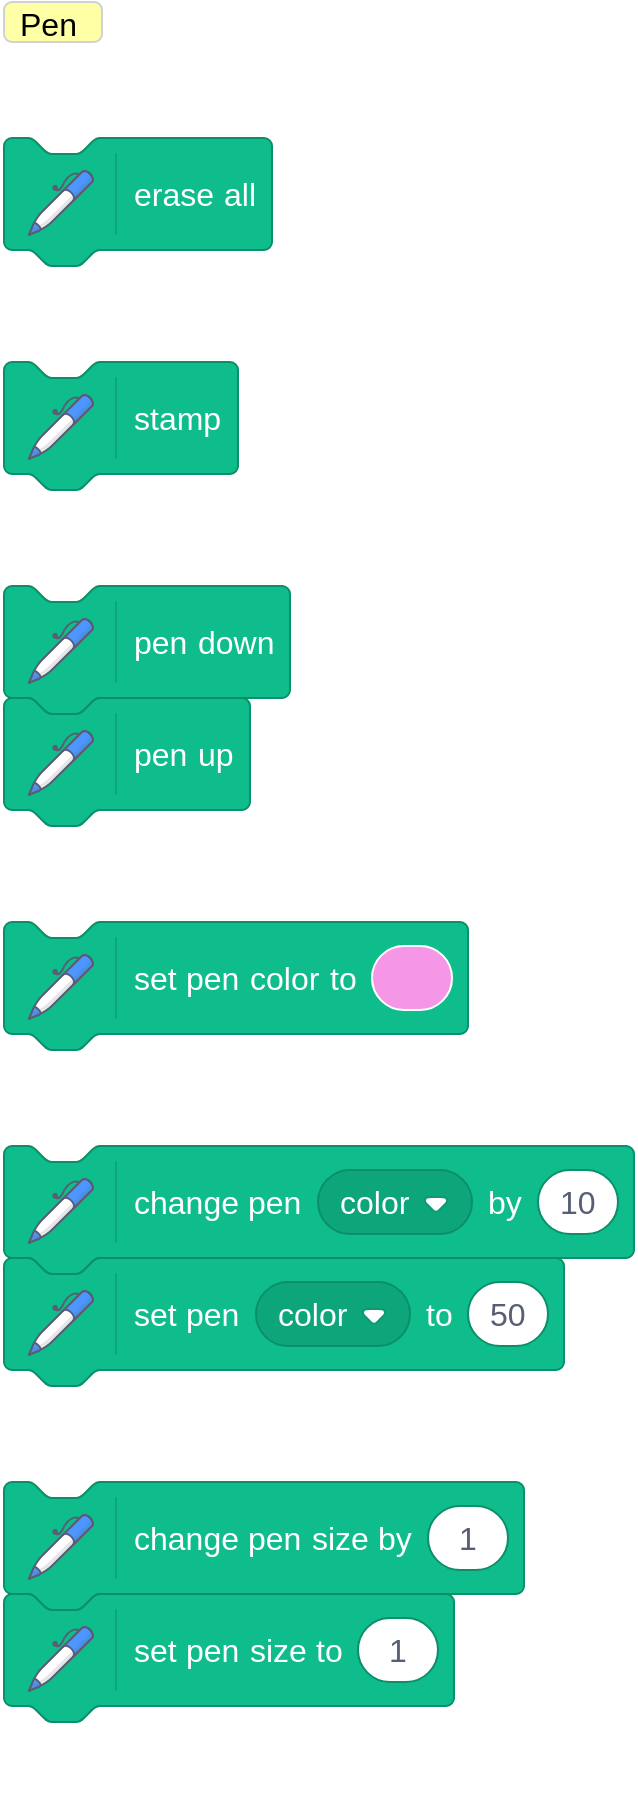 Pen
erase all
stamp
pen down
pen up
set pen color to
change pen color by 10
set pen color to 50
change pen size by 1
set pen size to 1